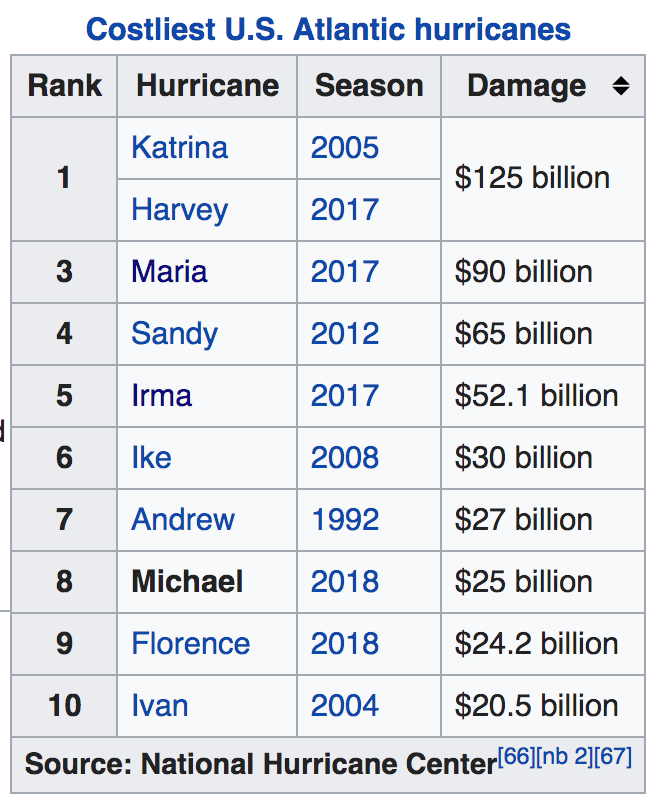 Costliest U.S. Atlantic hurricanes
Rank Hurricane Season Damage
1 Katrina 2005 $125 billion
Harvey 2017
3 Maria 2017 $90 billion
4 Sandy 2012 $65 billion
5 Irma 2017 $52.1 billion
6 Ike 2008 $30 billion
7 Andrew 1992 $27 billion
8 Michael 2018 $25 billion
9 Florence 2018 $24.2 billion
10 Ivan 2004 $20.5 billion
Source: National Hurricane Center[66][nb 2][67]